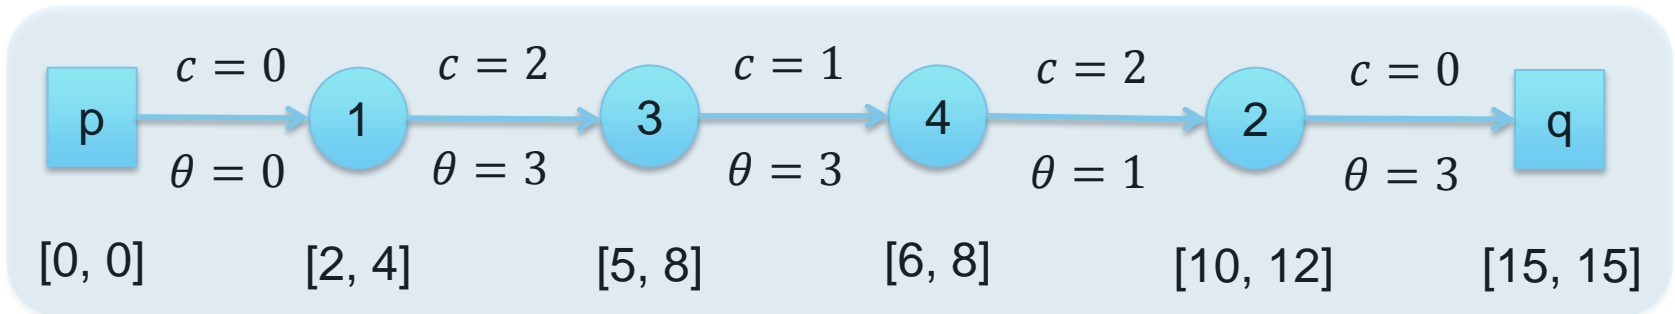 c = 0 c = 2 c = 1 c = 2 c = 0
p 1 3 4 2 q
θ = 0 θ = 3 θ = 3 θ = 1 θ = 3
[0, 0] [2, 4] [5, 8] [6, 8] [10, 12] [15, 15]